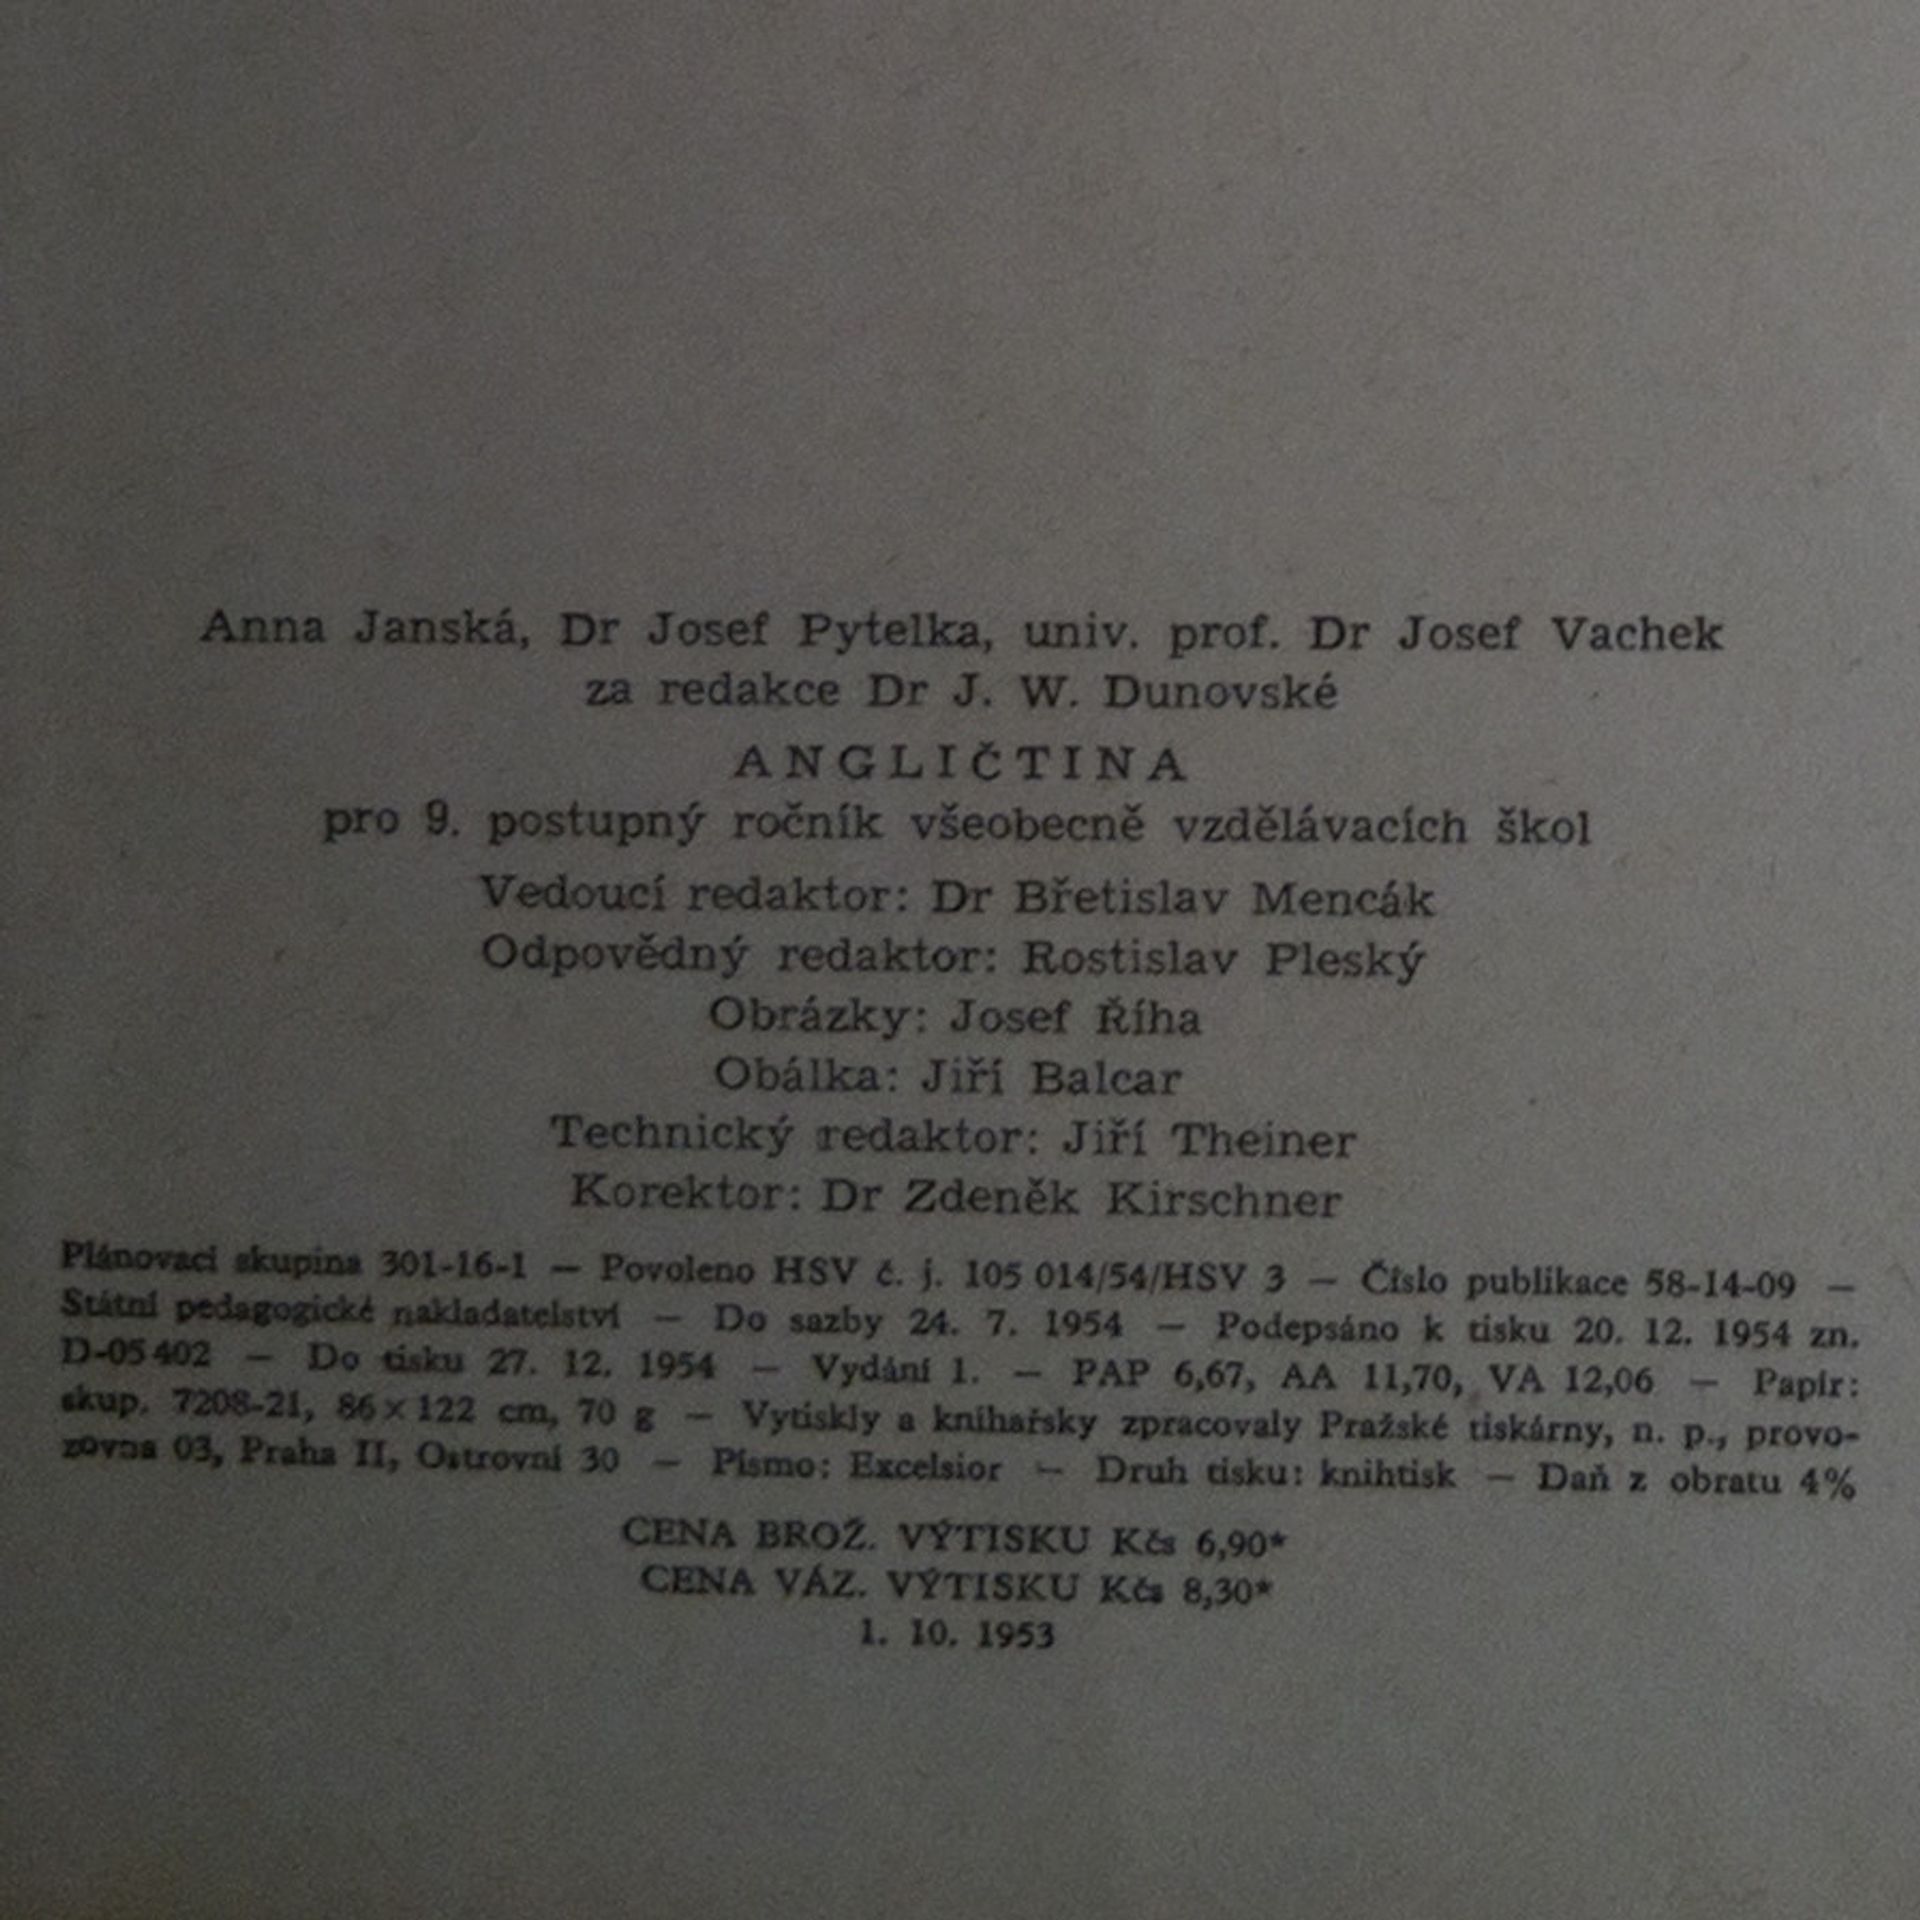 Anna Janská, Dr Josef Pytelka, univ. prof. Dr Josef Vachek
za redakce Dr J. W. Dunovské
ANGLIČTINA
pro 9. postupný ročník všeobecně vzdělávacích škol
Vedoucí redaktor: Dr Břetislav Mencák
Odpovědný redaktor: Rostislav Pleský
Obrázky: Josef Říha
Obálka: Jiří Balcar
Technický redaktor: Jiří Theiner
Korektor: Dr Zdeněk Kirschner
Plánovací skupina 301-16-1 — Povoleno HSV č. j. 105 014/54/HSV 3 — Číslo publikace 58-14-09 —
Státní pedagogické nakladatelství — Do sazby 24. 7. 1954 — Podepsáno k tisku 20. 12. 1954 zn.
D-05 402 — Do tisku 27. 12. 1954 — Vydání 1. — PAP 6,67, AA 11,70, VA 12,06 — Papír:
skup. 7208-21, 86×122 cm, 70 g — Vytiskly a knihařsky zpracovaly Pražské tiskárny, n. p., provo-
zovna 03, Praha II, Ostrovní 30 — Písmo: Excelsior — Druh tisku: knihtisk — Daň z obratu 4%
CENA BROŽ. VÝTISKU Kčs 6,90*
CENA VÁZ. VÝTISKU Kčs 8,30*
1. 10. 1953